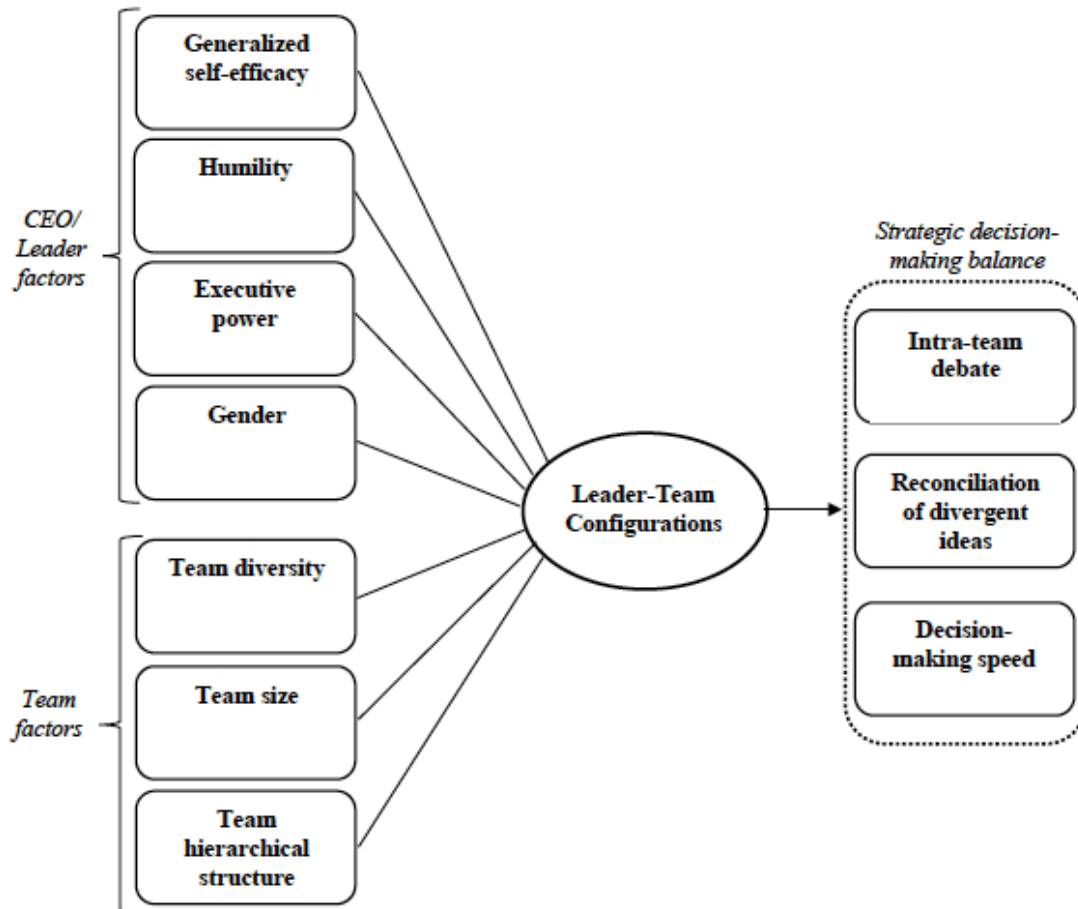 CEO/
Leader
factors
Generalized
self-efficacy
Humility
Executive
power
Gender
Team
factors
Team diversity
Team size
Team
hierarchical
structure
Leader-Team
Configurations
Strategic decision-
making balance
Intra-team
debate
Reconciliation
of divergent
ideas
Decision-
making speed